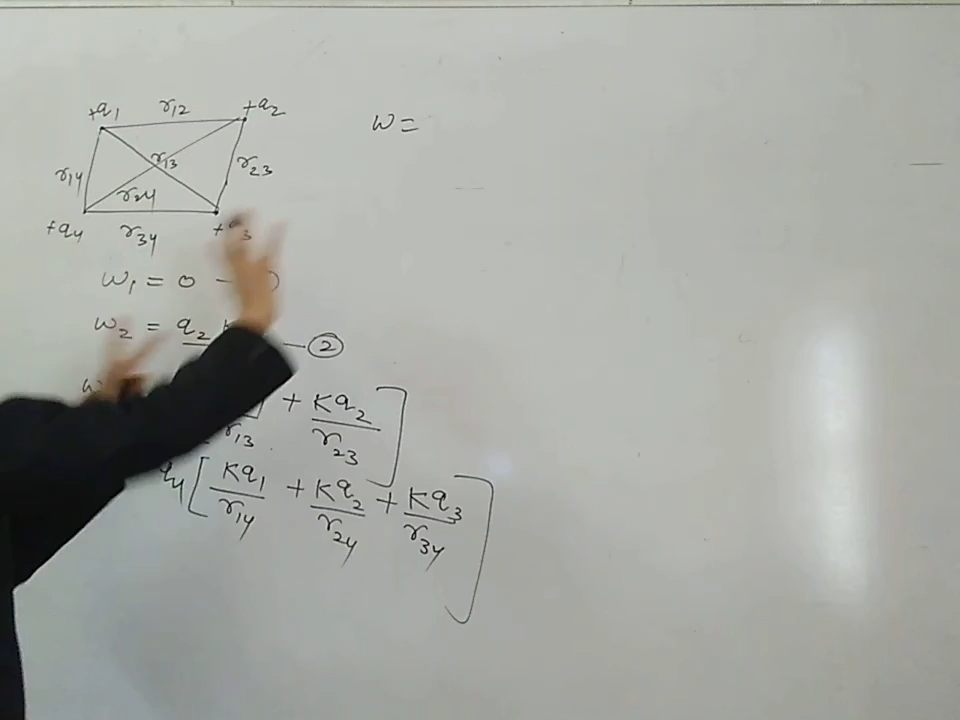 +q1 r12 +q2
w =
r13
r14 r23
r24
+q4 r34 +q3
w1 = 0 -
w2 = q2 K — 2
w
r13 + Kq2/r23 ]
q4 [ Kq1/r14 + Kq2/r24 + Kq3/r34 ]